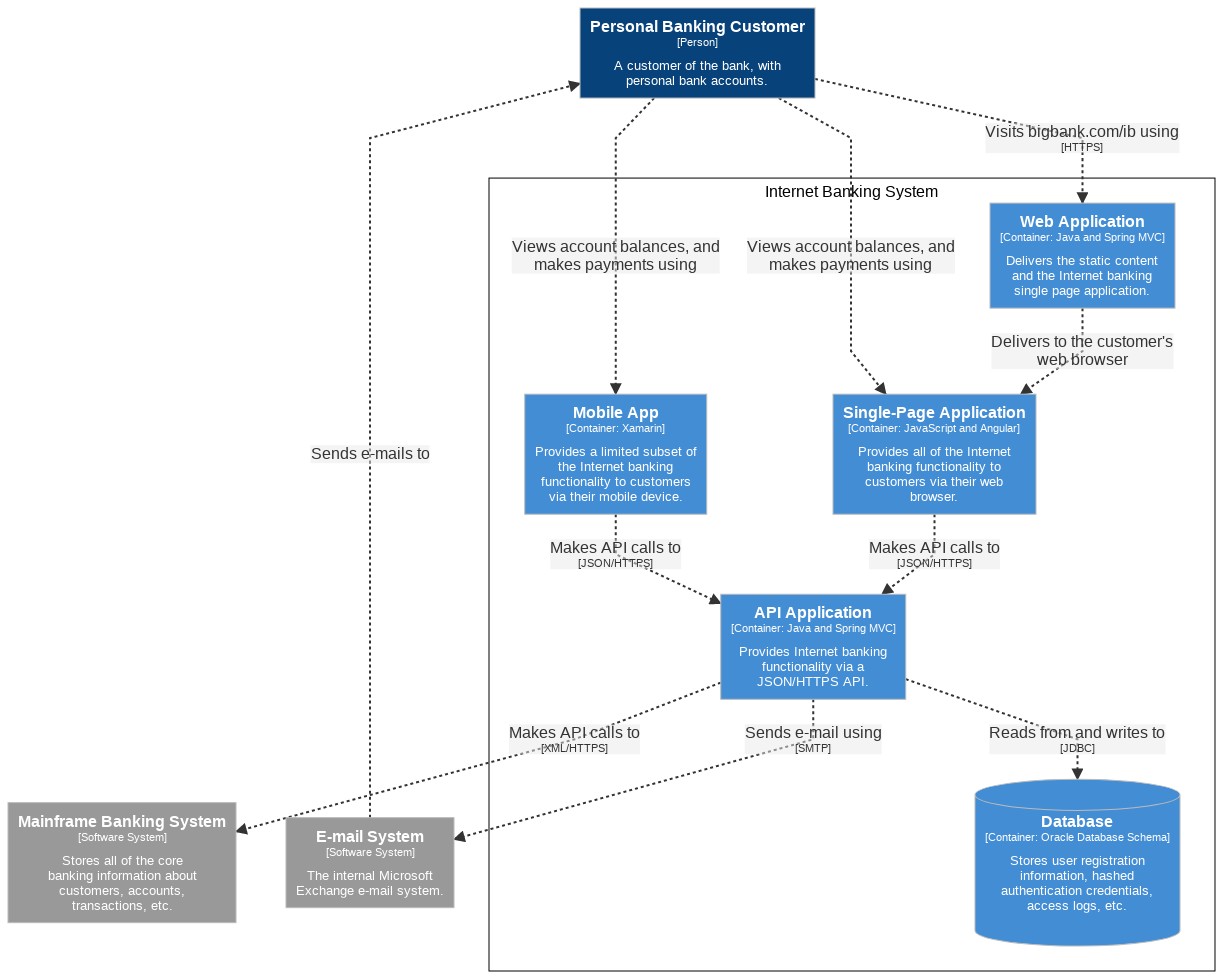 Personal Banking Customer
[Person]
A customer of the bank, with
personal bank accounts.
Visits bigbank.com/ib using
[HTTPS]
Internet Banking System
Web Application
[Container: Java and Spring MVC]
Delivers the static content
and the Internet banking
single page application.
Views account balances, and
makes payments using
Views account balances, and
makes payments using
Delivers to the customer's
web browser
Mobile App
[Container: Xamarin]
Provides a limited subset of
the Internet banking
functionality to customers
via their mobile device.
Single-Page Application
[Container: JavaScript and Angular]
Provides all of the Internet
banking functionality to
customers via their web
browser.
Sends e-mails to
Makes API calls to
[JSON/HTTPS]
Makes API calls to
[JSON/HTTPS]
API Application
[Container: Java and Spring MVC]
Provides Internet banking
functionality via a
JSON/HTTPS API.
Makes API calls to
[XML/HTTPS]
Sends e-mail using
[SMTP]
Reads from and writes to
[JDBC]
Mainframe Banking System
[Software System]
Stores all of the core
banking information about
customers, accounts,
transactions, etc.
E-mail System
[Software System]
The internal Microsoft
Exchange e-mail system.
Database
[Container: Oracle Database Schema]
Stores user registration
information, hashed
authentication credentials,
access logs, etc.